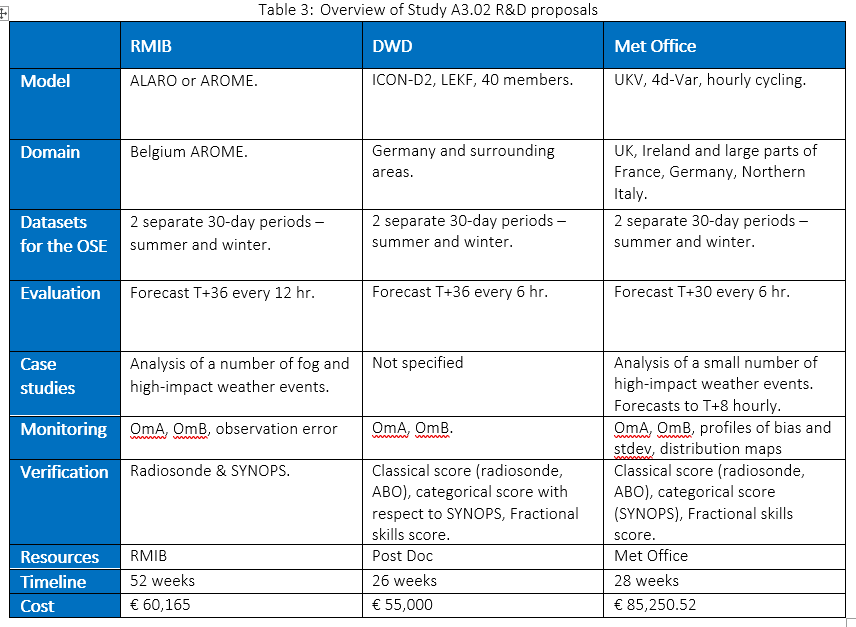 Table 3: Overview of Study A3.02 R&D proposals
RMIB DWD Met Office
Model ALARO or AROME. ICON-D2, LEKF, 40 members. UKV, 4d-Var, hourly cycling.
Domain Belgium AROME. Germany and surrounding UK, Ireland and large parts of
areas. France, Germany, Northern
Italy.
Datasets 2 separate 30-day periods – 2 separate 30-day periods – 2 separate 30-day periods –
for the OSE summer and winter. summer and winter. summer and winter.
Evaluation Forecast T+36 every 12 hr. Forecast T+36 every 6 hr. Forecast T+30 every 6 hr.
Case Analysis of a number of fog and Not specified Analysis of a small number of
studies high-impact weather events. high-impact weather events.
Forecasts to T+8 hourly.
Monitoring OmA, OmB, observation error OmA, OmB. OmA, OmB, profiles of bias and
stdev, distribution maps
Verification Radiosonde & SYNOPS. Classical score (radiosonde, Classical score (radiosonde,
ABO), categorical score with ABO), categorical score
respect to SYNOPS, Fractional (SYNOPS), Fractional skills
skills score. score.
Resources RMIB Post Doc Met Office
Timeline 52 weeks 26 weeks 28 weeks
Cost € 60,165 € 55,000 € 85,250.52